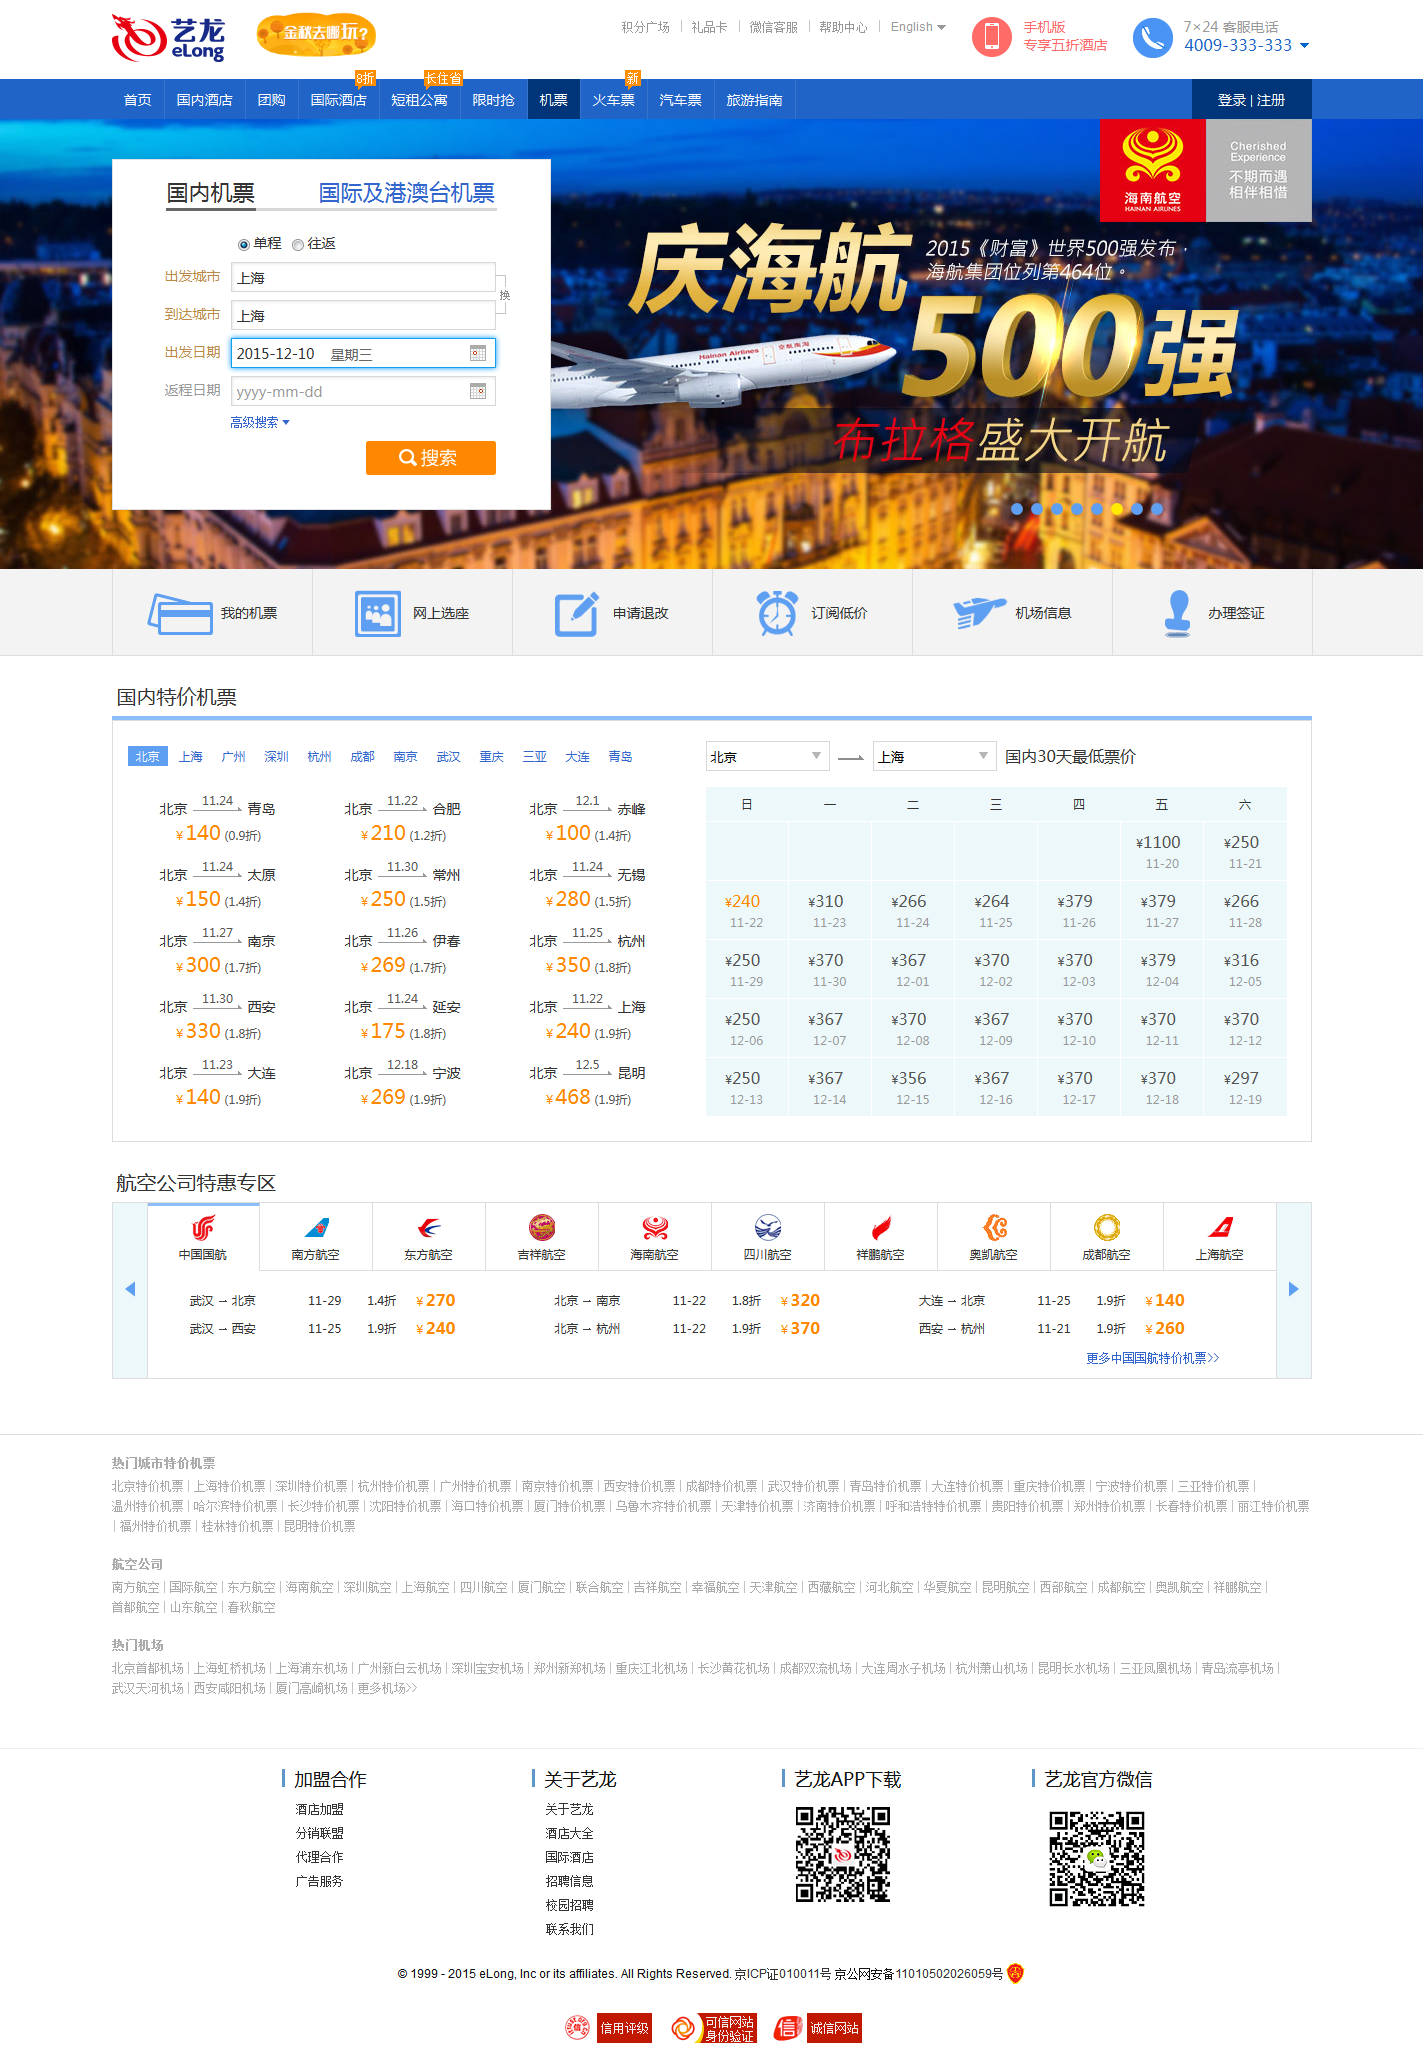 艺龙
eLong
金秋去哪玩?
积分广场 礼品卡 微信客服 帮助中心 English
手机版
专享五折酒店
7×24 客服电话
4009-333-333
8折 长住省 新
首页 国内酒店 团购 国际酒店 短租公寓 限时抢 机票 火车票 汽车票 旅游指南 登录 | 注册
海南航空
HAINAN AIRLINES
Cherished
Experience
不期而遇
相伴相惜
国内机票 国际及港澳台机票
单程 往返
出发城市 上海
换
到达城市 上海
出发日期 2015-12-10 星期三
返程日期 yyyy-mm-dd
高级搜索
搜索
庆海航
2015《财富》世界500强发布，
海航集团位列第464位。
500强
Hainan Airlines
布拉格盛大开航
我的机票 网上选座 申请退改 订阅低价 机场信息 办理签证
国内特价机票
北京 上海 广州 深圳 杭州 成都 南京 武汉 重庆 三亚 大连 青岛
北京 11.24 青岛 北京 11.22 合肥 北京 12.1 赤峰
¥140 (0.9折) ¥210 (1.2折) ¥100 (1.4折)
北京 11.24 太原 北京 11.30 常州 北京 11.24 无锡
¥150 (1.4折) ¥250 (1.5折) ¥280 (1.5折)
北京 11.27 南京 北京 11.26 伊春 北京 11.25 杭州
¥300 (1.7折) ¥269 (1.7折) ¥350 (1.8折)
北京 11.30 西安 北京 11.24 延安 北京 11.22 上海
¥330 (1.8折) ¥175 (1.8折) ¥240 (1.9折)
北京 11.23 大连 北京 12.18 宁波 北京 12.5 昆明
¥140 (1.9折) ¥269 (1.9折) ¥468 (1.9折)
北京 上海 国内30天最低票价
日 一 二 三 四 五 六
¥1100 ¥250
11-20 11-21
¥240 ¥310 ¥266 ¥264 ¥379 ¥379 ¥266
11-22 11-23 11-24 11-25 11-26 11-27 11-28
¥250 ¥370 ¥367 ¥370 ¥370 ¥379 ¥316
11-29 11-30 12-01 12-02 12-03 12-04 12-05
¥250 ¥367 ¥370 ¥367 ¥370 ¥370 ¥370
12-06 12-07 12-08 12-09 12-10 12-11 12-12
¥250 ¥367 ¥356 ¥367 ¥370 ¥370 ¥297
12-13 12-14 12-15 12-16 12-17 12-18 12-19
航空公司特惠专区
中国国航 南方航空 东方航空 吉祥航空 海南航空 四川航空 祥鹏航空 奥凯航空 成都航空 上海航空
武汉 → 北京 11-29 1.4折 ¥270 北京 → 南京 11-22 1.8折 ¥320 大连 → 北京 11-25 1.9折 ¥140
武汉 → 西安 11-25 1.9折 ¥240 北京 → 杭州 11-22 1.9折 ¥370 西安 → 杭州 11-21 1.9折 ¥260
更多中国国航特价机票>>
热门城市特价机票
北京特价机票 | 上海特价机票 | 深圳特价机票 | 杭州特价机票 | 广州特价机票 | 南京特价机票 | 西安特价机票 | 成都特价机票 | 武汉特价机票 | 青岛特价机票 | 大连特价机票 | 重庆特价机票 | 宁波特价机票 | 三亚特价机票 |
温州特价机票 | 哈尔滨特价机票 | 长沙特价机票 | 沈阳特价机票 | 海口特价机票 | 厦门特价机票 | 乌鲁木齐特价机票 | 天津特价机票 | 济南特价机票 | 呼和浩特特价机票 | 贵阳特价机票 | 郑州特价机票 | 长春特价机票 | 丽江特价机票
| 福州特价机票 | 桂林特价机票 | 昆明特价机票
航空公司
南方航空 | 国际航空 | 东方航空 | 海南航空 | 深圳航空 | 上海航空 | 四川航空 | 厦门航空 | 联合航空 | 吉祥航空 | 幸福航空 | 天津航空 | 西藏航空 | 河北航空 | 华夏航空 | 昆明航空 | 西部航空 | 成都航空 | 奥凯航空 | 祥鹏航空 |
首都航空 | 山东航空 | 春秋航空
热门机场
北京首都机场 | 上海虹桥机场 | 上海浦东机场 | 广州新白云机场 | 深圳宝安机场 | 郑州新郑机场 | 重庆江北机场 | 长沙黄花机场 | 成都双流机场 | 大连周水子机场 | 杭州萧山机场 | 昆明长水机场 | 三亚凤凰机场 | 青岛流亭机场 |
武汉天河机场 | 西安咸阳机场 | 厦门高崎机场 | 更多机场>>
加盟合作 关于艺龙 艺龙APP下载 艺龙官方微信
酒店加盟 关于艺龙
分销联盟 酒店大全
代理合作 国际酒店
广告服务 招聘信息
校园招聘
联系我们
© 1999 - 2015 eLong, Inc or its affiliates. All Rights Reserved. 京ICP证010011号 京公网安备11010502026059号
信用评级 可信网站 信 诚信网站
身份验证